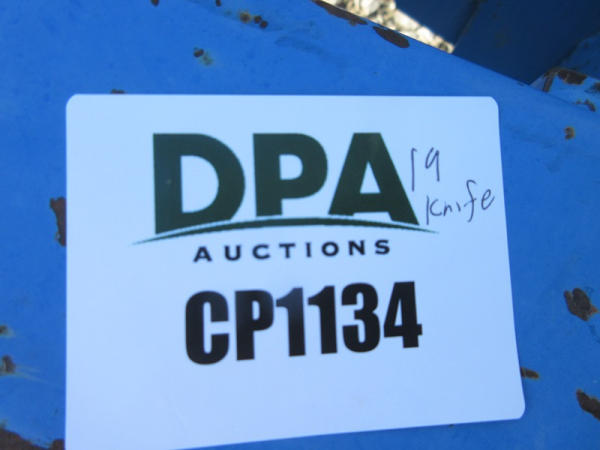 DPA
19
Knife
AUCTIONS
CP1134